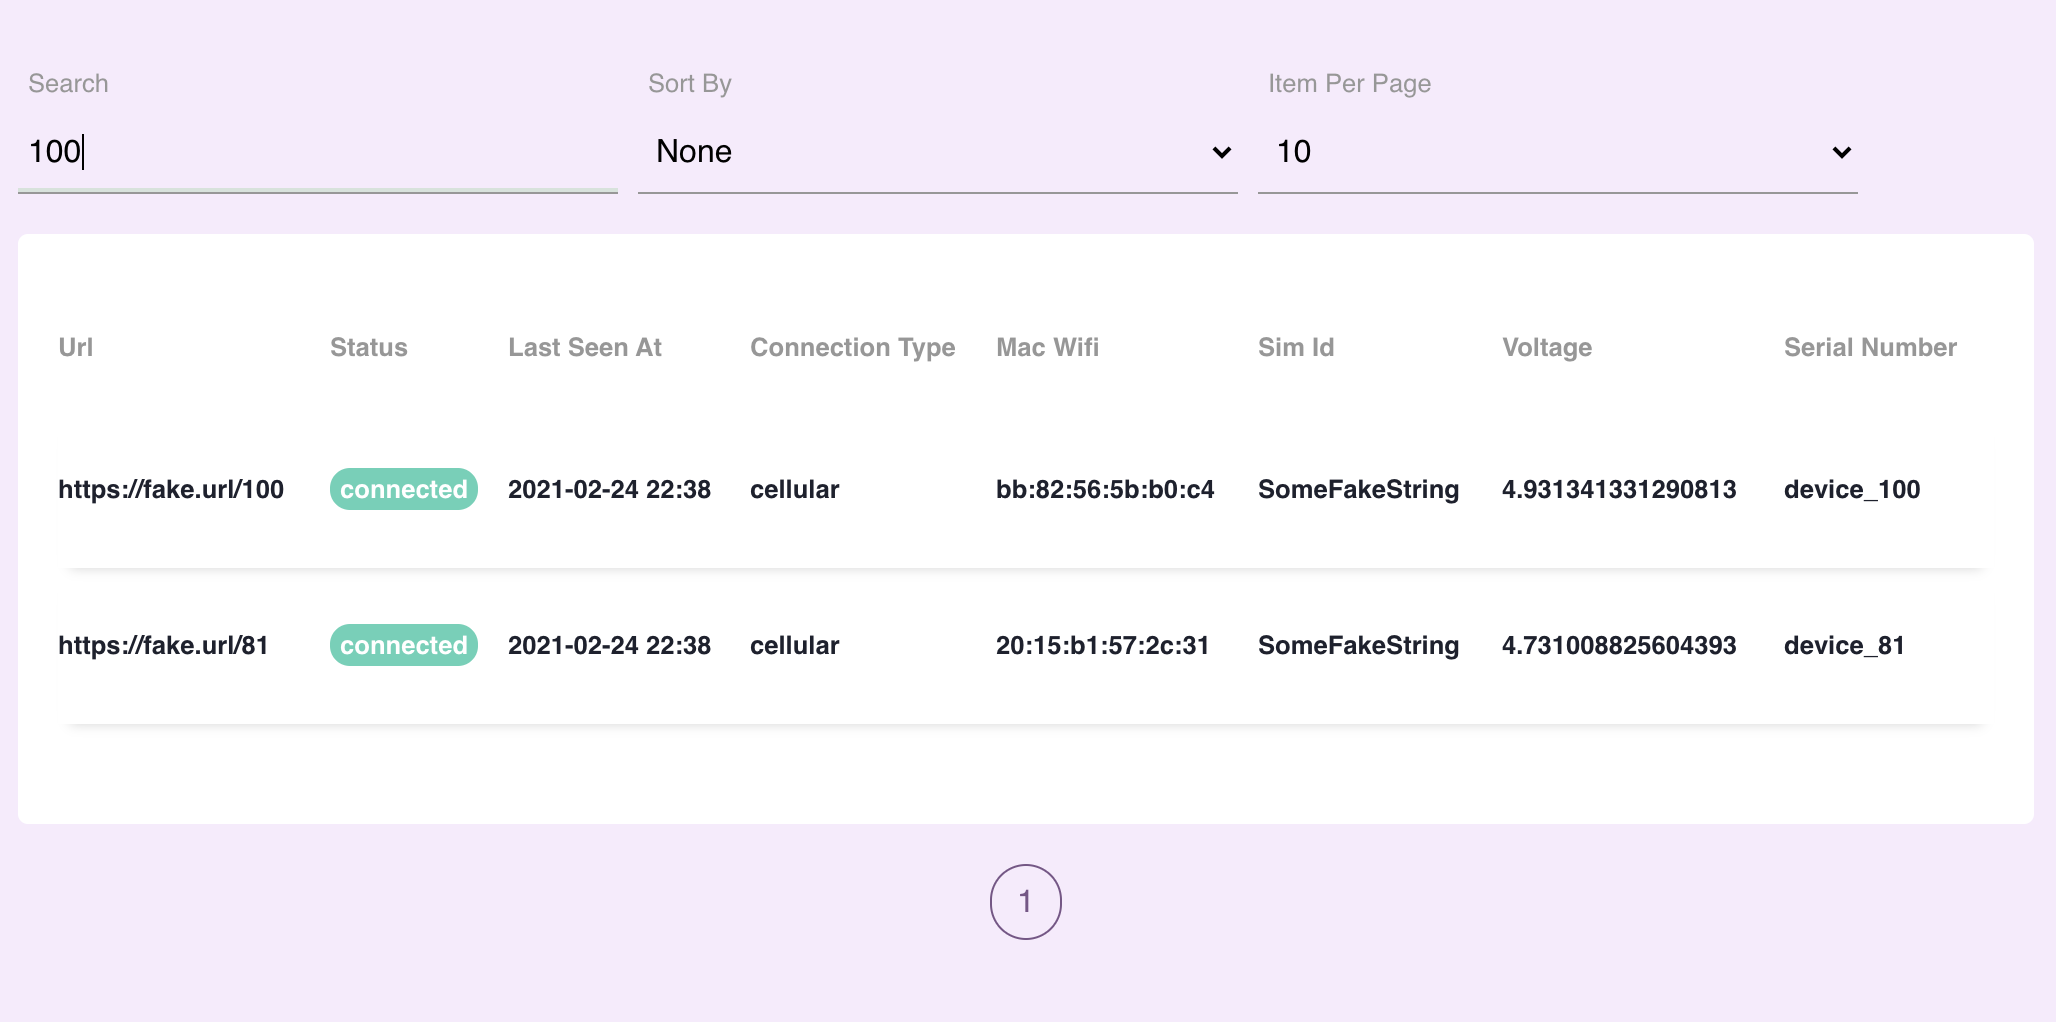 Search Sort By Item Per Page
100 None 10
Url Status Last Seen At Connection Type Mac Wifi Sim Id Voltage Serial Number
https://fake.url/100 connected 2021-02-24 22:38 cellular bb:82:56:5b:b0:c4 SomeFakeString 4.931341331290813 device_100
https://fake.url/81 connected 2021-02-24 22:38 cellular 20:15:b1:57:2c:31 SomeFakeString 4.731008825604393 device_81
1